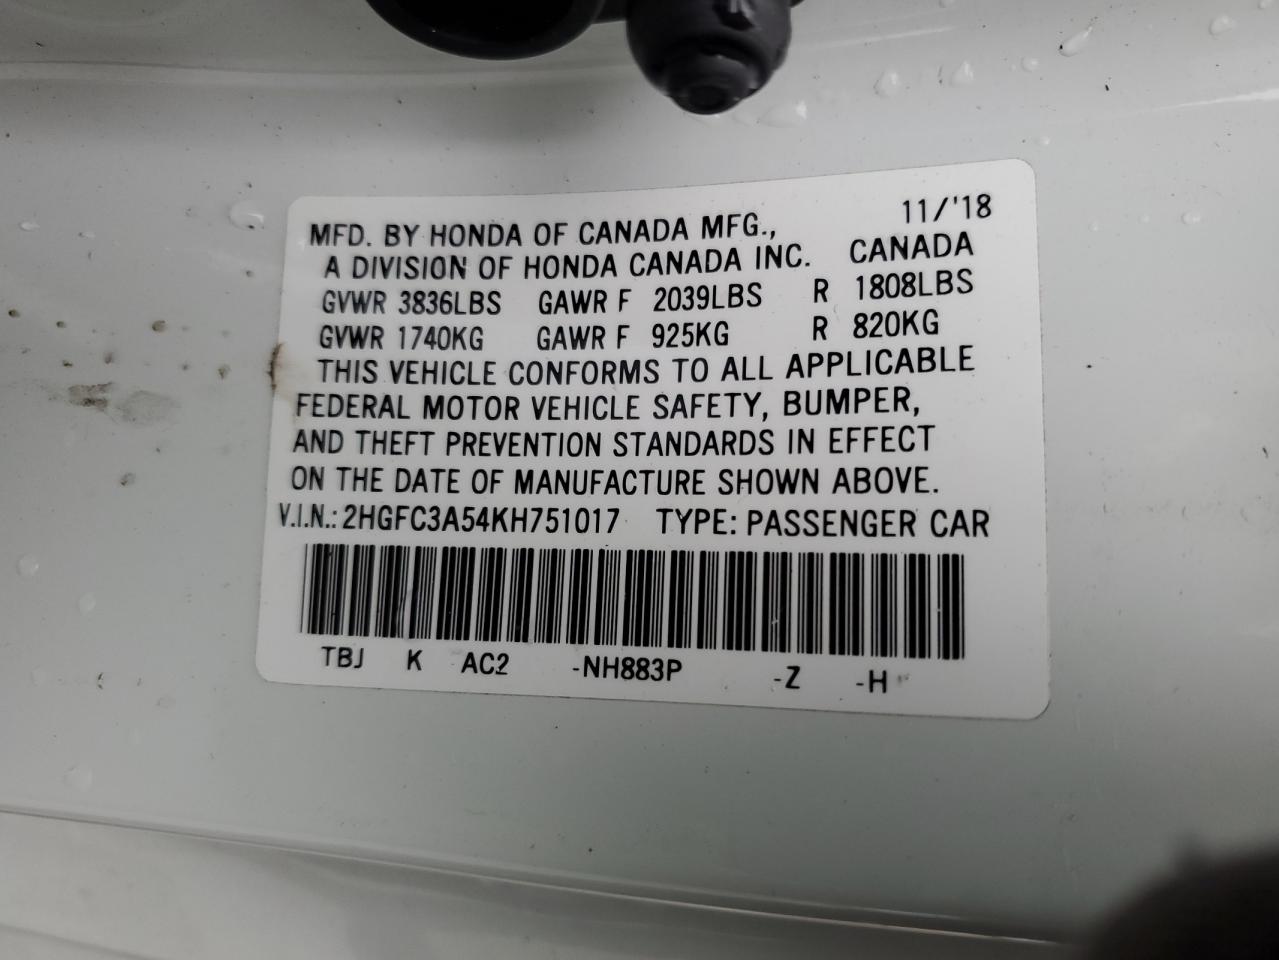 11/'18
MFD. BY HONDA OF CANADA MFG.,
A DIVISION OF HONDA CANADA INC. CANADA
GVWR 3836LBS GAWR F 2039LBS R 1808LBS
GVWR 1740KG GAWR F 925KG R 820KG
THIS VEHICLE CONFORMS TO ALL APPLICABLE
FEDERAL MOTOR VEHICLE SAFETY, BUMPER,
AND THEFT PREVENTION STANDARDS IN EFFECT
ON THE DATE OF MANUFACTURE SHOWN ABOVE.
V.I.N.: 2HGFC3A54KH751017 TYPE: PASSENGER CAR
TBJ K AC2 -NH883P -Z -H